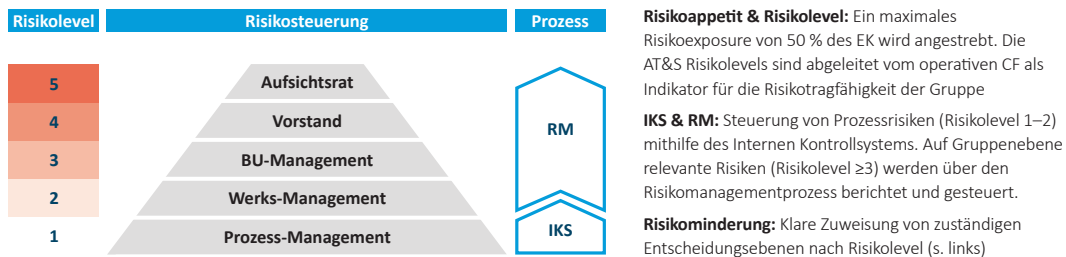 Risikolevel
Risikosteuerung
Prozess
5
Aufsichtsrat
4
Vorstand
3
BU-Management
2
Werks-Management
1
Prozess-Management
RM
IKS
Risikoappetit & Risikolevel: Ein maximales
Risikoexposure von 50 % des EK wird angestrebt. Die
AT&S Risikolevels sind abgeleitet vom operativen CF als
Indikator für die Risikotragfähigkeit der Gruppe
IKS & RM: Steuerung von Prozessrisiken (Risikolevel 1–2)
mithilfe des Internen Kontrollsystems. Auf Gruppenebene
relevante Risiken (Risikolevel ≥3) werden über den
Risikomanagementprozess berichtet und gesteuert.
Risikominderung: Klare Zuweisung von zuständigen
Entscheidungsebenen nach Risikolevel (s. links)